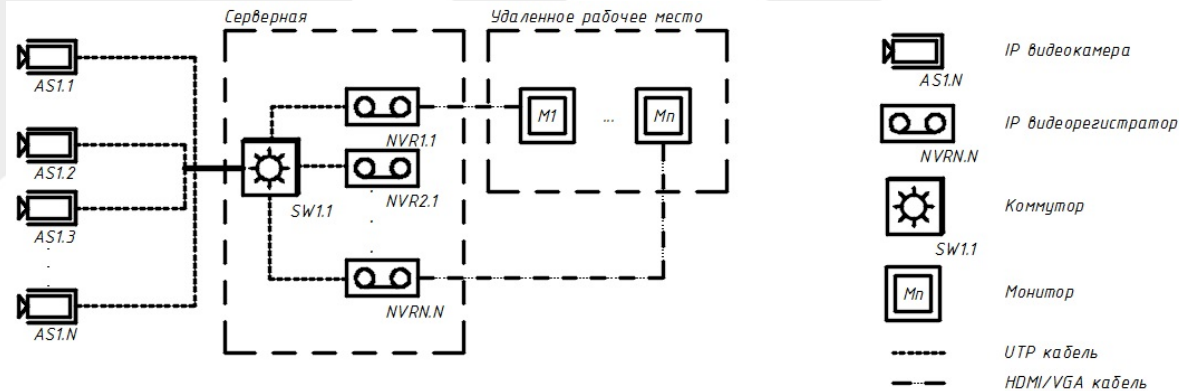 Серверная
Удаленное рабочее место
AS1.1
AS1.2
AS1.3
AS1.N
SW1.1
NVR1.1
NVR2.1
NVRN.N
M1
...
Mn
AS1.N
IP видеокамера
NVRN.N
IP видеорегистратор
SW1.1
Коммутор
Mn
Монитор
UTP кабель
HDMI/VGA кабель